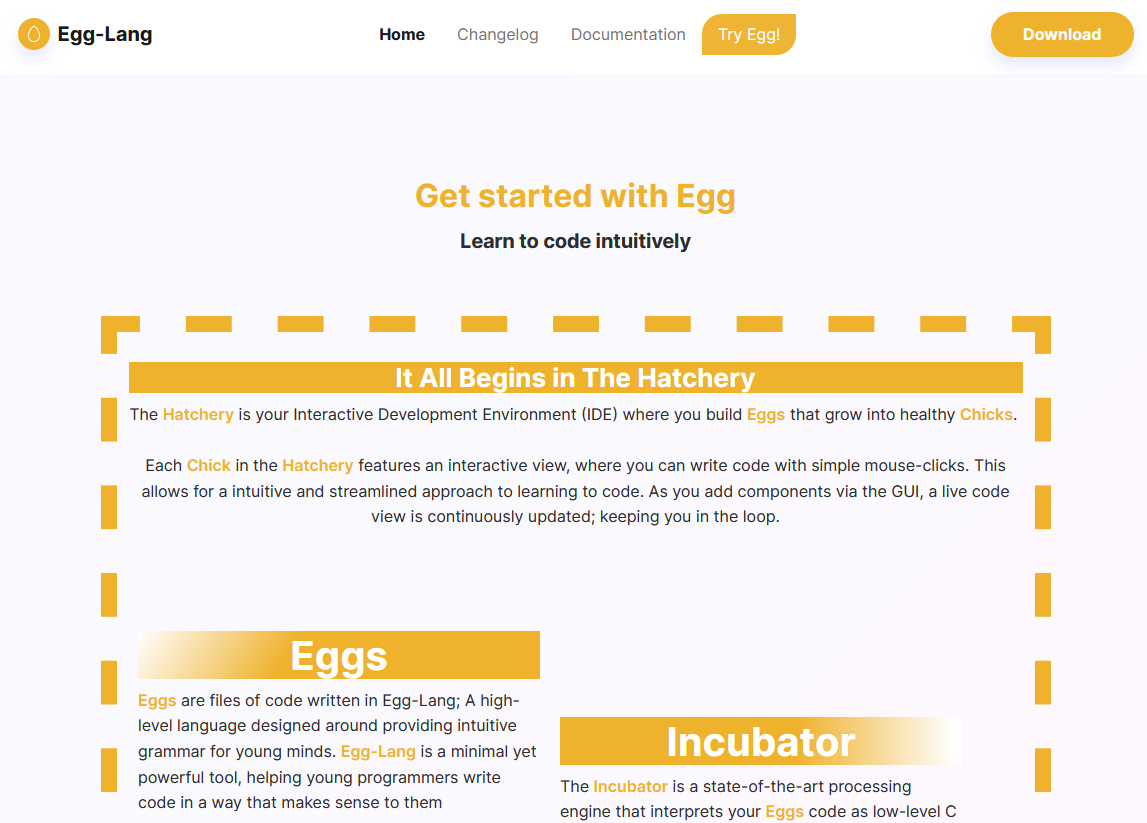 Egg-Lang
Home
Changelog
Documentation
Try Egg!
Download
Get started with Egg
Learn to code intuitively
It All Begins in The Hatchery
The Hatchery is your Interactive Development Environment (IDE) where you build Eggs that grow into healthy Chicks.
Each Chick in the Hatchery features an interactive view, where you can write code with simple mouse-clicks. This
allows for a intuitive and streamlined approach to learning to code. As you add components via the GUI, a live code
view is continuously updated; keeping you in the loop.
Eggs
Eggs are files of code written in Egg-Lang; A high-
level language designed around providing intuitive
grammar for young minds. Egg-Lang is a minimal yet
powerful tool, helping young programmers write
code in a way that makes sense to them
Incubator
The Incubator is a state-of-the-art processing
engine that interprets your Eggs code as low-level C